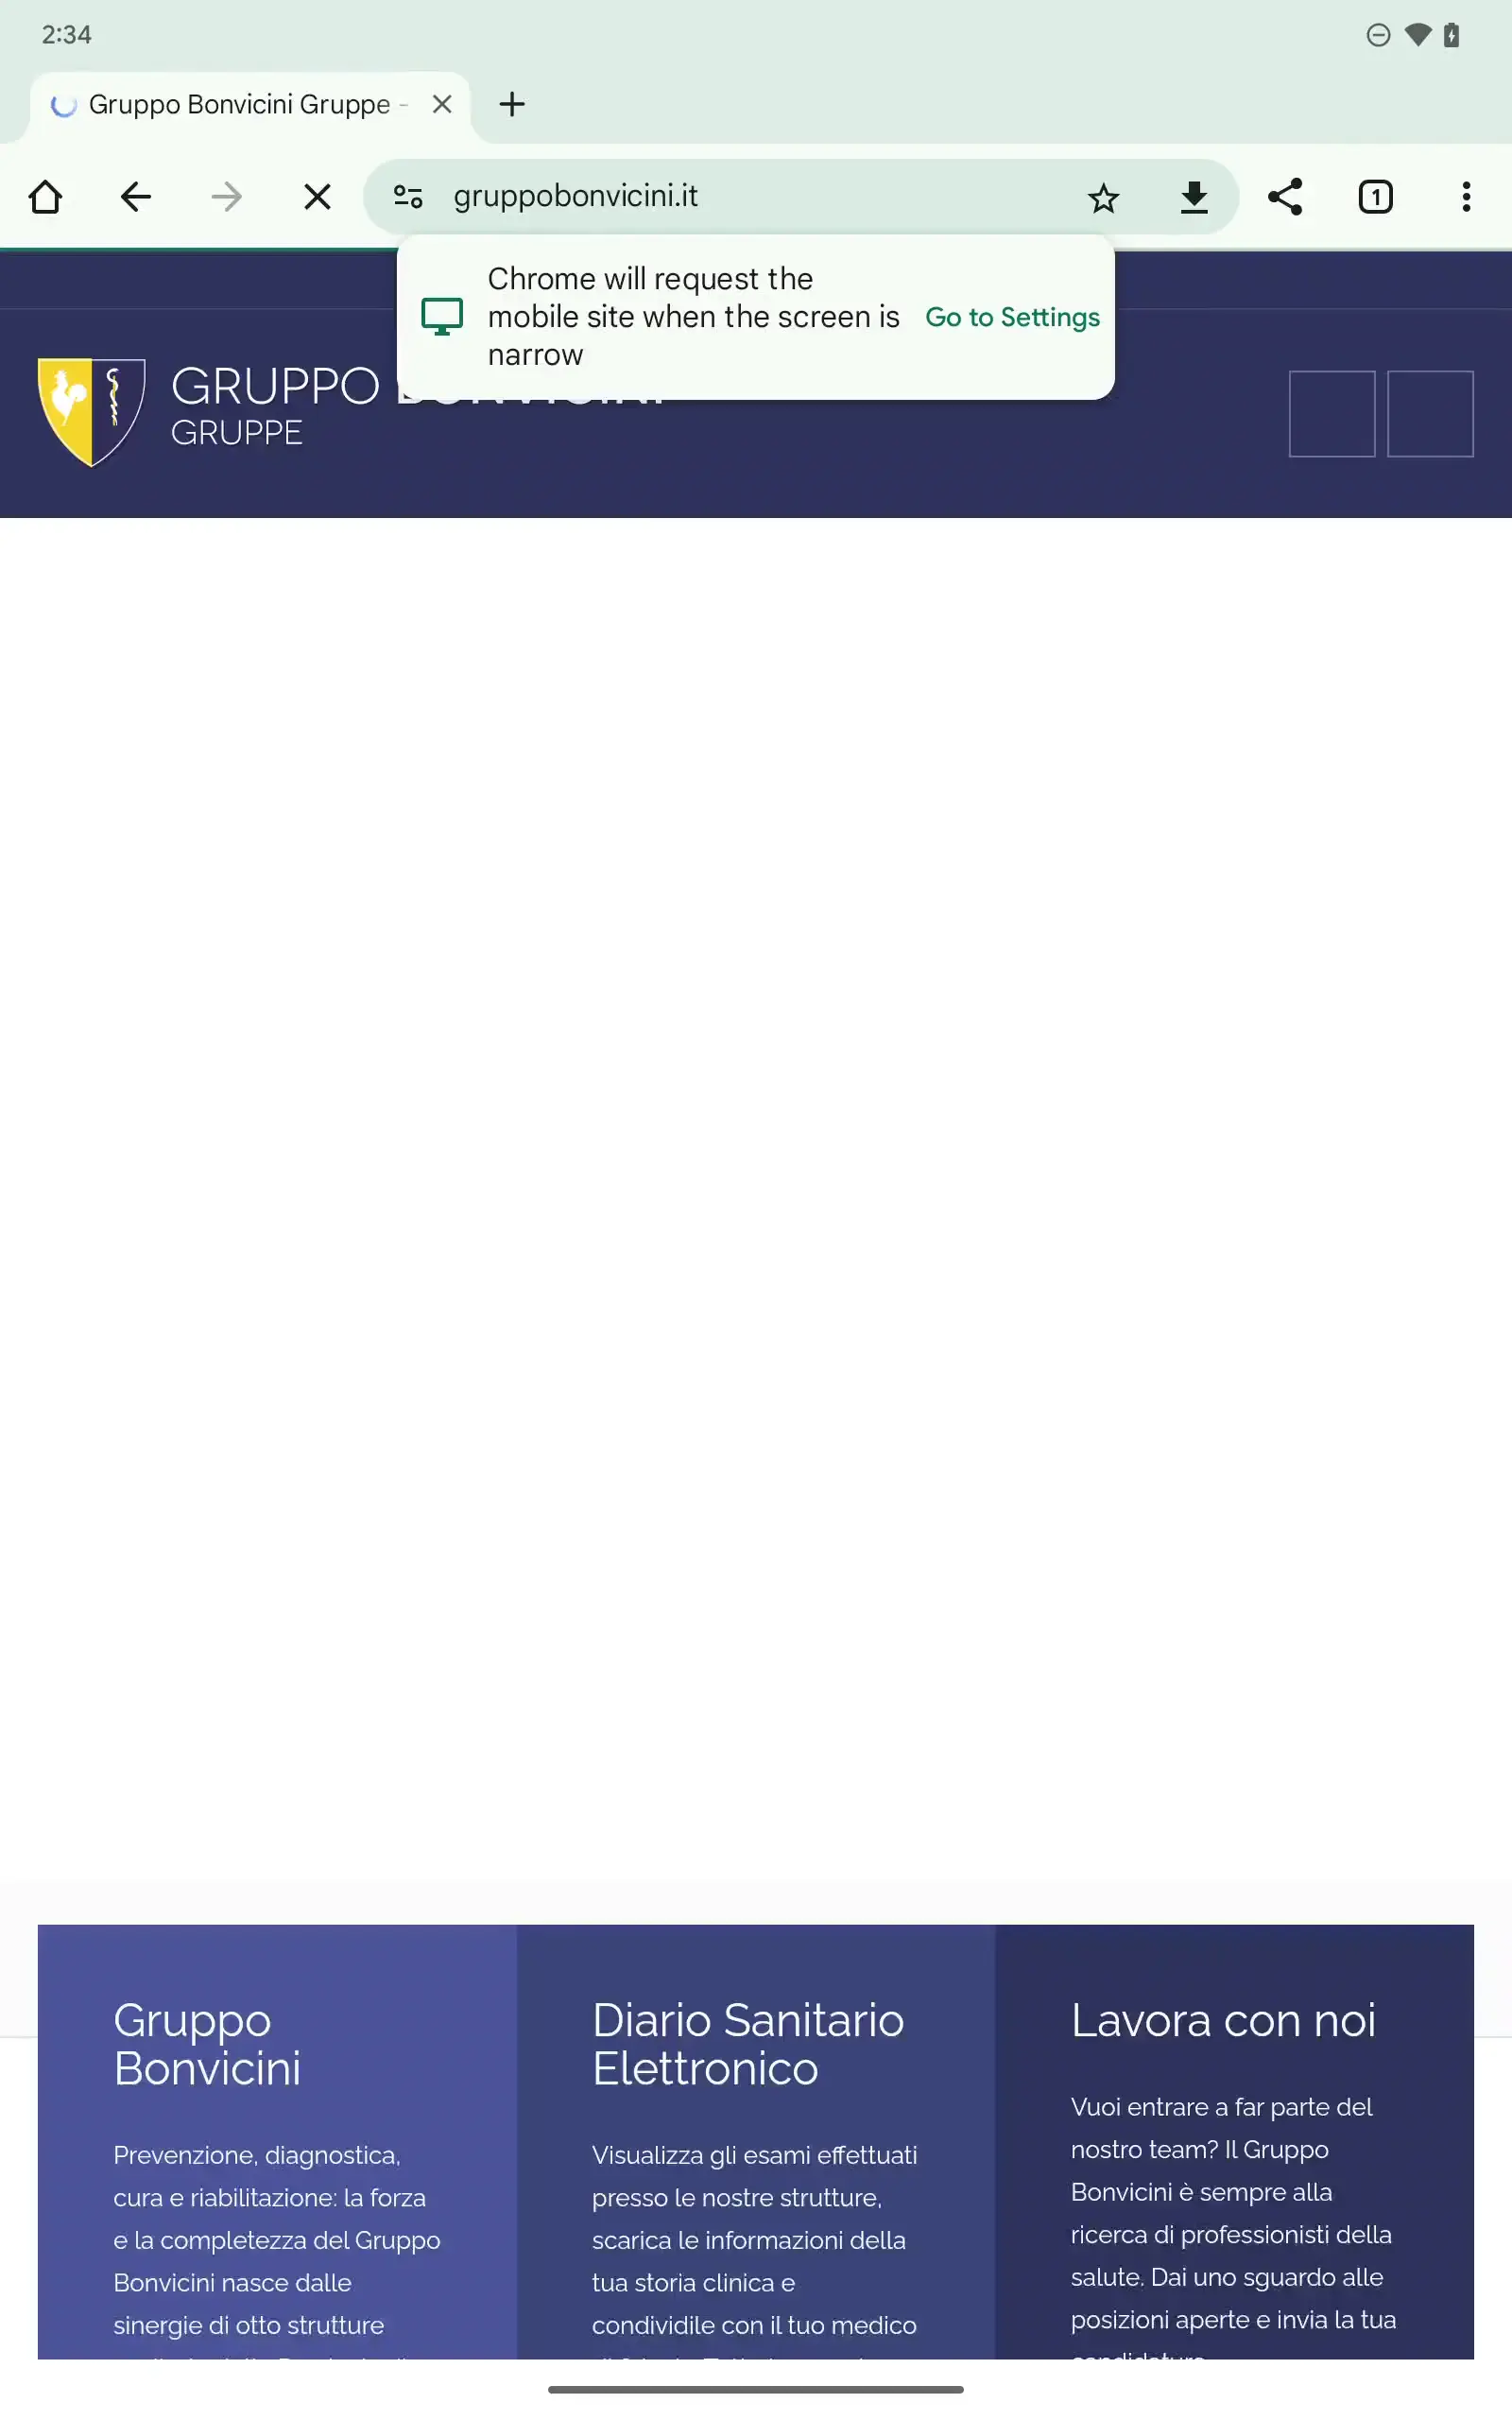 2:34
Gruppo Bonvicini Gruppe -
gruppobonvicini.it
1
Chrome will request the
mobile site when the screen is
narrow
Go to Settings
GRUPPO
GRUPPE
Gruppo
Bonvicini
Prevenzione, diagnostica,
cura e riabilitazione: la forza
e la completezza del Gruppo
Bonvicini nasce dalle
sinergie di otto strutture
Diario Sanitario
Elettronico
Visualizza gli esami effettuati
presso le nostre strutture,
scarica le informazioni della
tua storia clinica e
condividile con il tuo medico
Lavora con noi
Vuoi entrare a far parte del
nostro team? Il Gruppo
Bonvicini è sempre alla
ricerca di professionisti della
salute. Dai uno sguardo alle
posizioni aperte e invia la tua